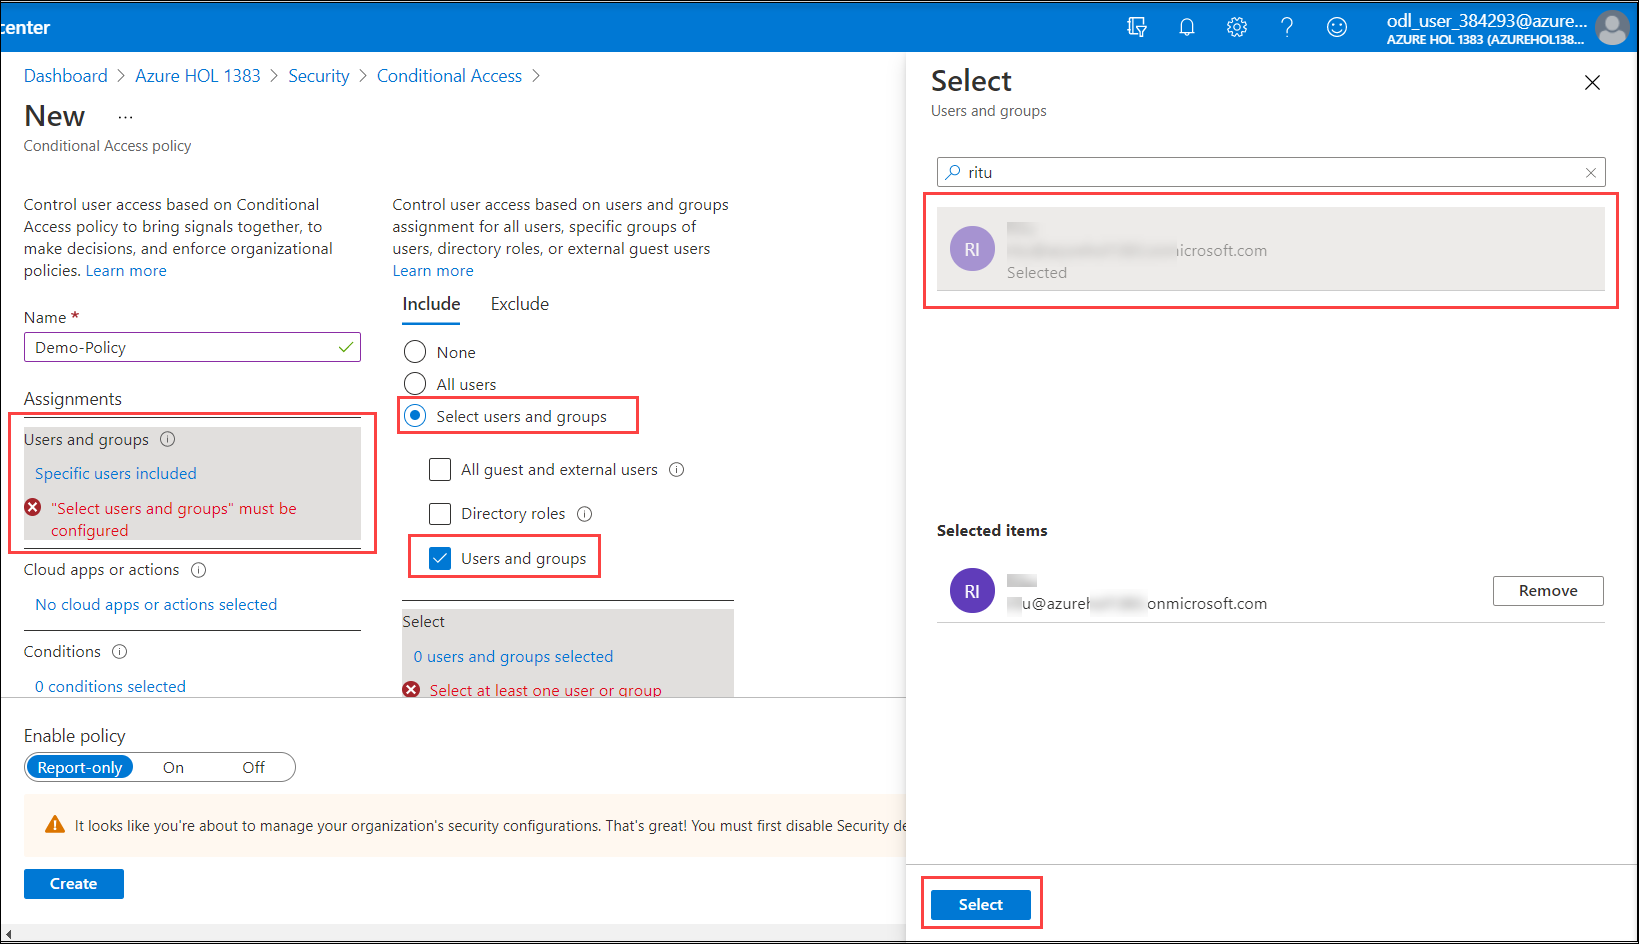 center
odl_user_384293@azure...
AZURE HOL 1383 (AZUREHOL138...
Dashboard > Azure HOL 1383 > Security > Conditional Access >
New ...
Conditional Access policy
Control user access based on Conditional
Access policy to bring signals together, to
make decisions, and enforce organizational
policies. Learn more
Name *
Demo-Policy
Assignments
Users and groups
Specific users included
"Select users and groups" must be
configured
Cloud apps or actions
No cloud apps or actions selected
Conditions
0 conditions selected
Control user access based on users and groups
assignment for all users, specific groups of
users, directory roles, or external guest users
Learn more
Include Exclude
None
All users
Select users and groups
All guest and external users
Directory roles
Users and groups
Select
0 users and groups selected
Select at least one user or group
Enable policy
Report-only On Off
It looks like you're about to manage your organization's security configurations. That's great! You must first disable Security de
Create
Select
Users and groups
ritu
RI
icrosoft.com
Selected
Selected items
RI
u@azureh onmicrosoft.com
Remove
Select